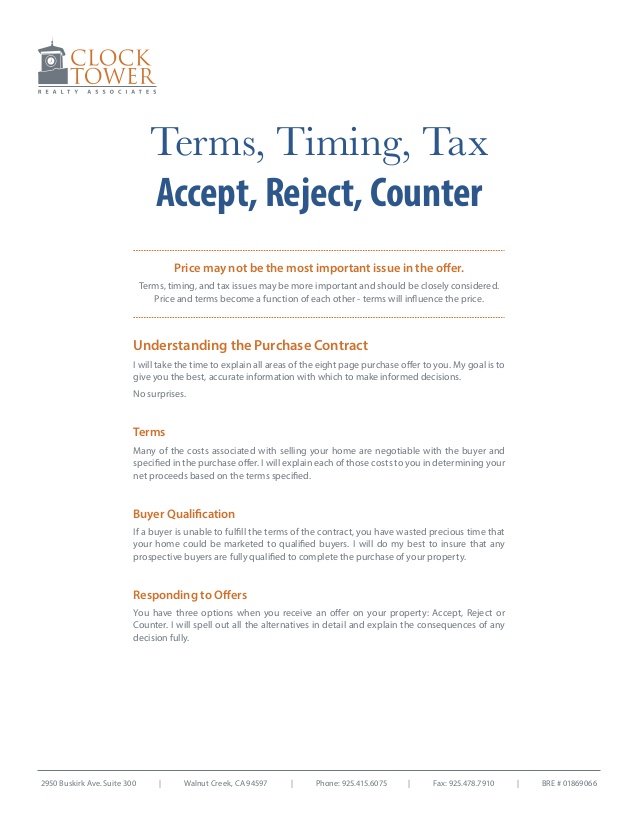 CLOCK
TOWER
REALTY ASSOCIATES
Terms, Timing, Tax
Accept, Reject, Counter
Price may not be the most important issue in the offer.
Terms, timing, and tax issues may be more important and should be closely considered.
Price and terms become a function of each other - terms will influence the price.
Understanding the Purchase Contract
I will take the time to explain all areas of the eight page purchase offer to you. My goal is to
give you the best, accurate information with which to make informed decisions.
No surprises.
Terms
Many of the costs associated with selling your home are negotiable with the buyer and
specified in the purchase offer. I will explain each of those costs to you in determining your
net proceeds based on the terms specified.
Buyer Qualification
If a buyer is unable to fulfill the terms of the contract, you have wasted precious time that
your home could be marketed to qualified buyers. I will do my best to insure that any
prospective buyers are fully qualified to complete the purchase of your property.
Responding to Offers
You have three options when you receive an offer on your property: Accept, Reject or
Counter. I will spell out all the alternatives in detail and explain the consequences of any
decision fully.
2950 Buskirk Ave. Suite 300 | Walnut Creek, CA 94597 | Phone: 925.415.6075 | Fax: 925.478.7910 | BRE # 01869066